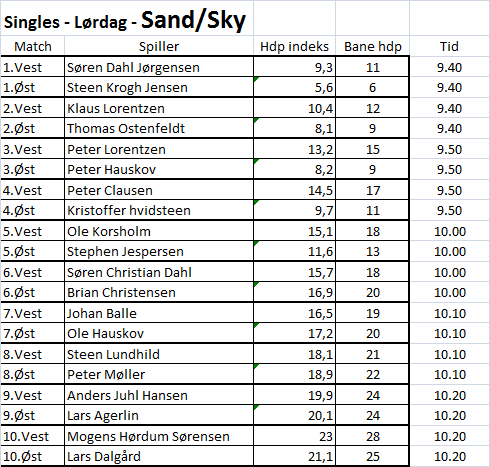 Singles - Lørdag - Sand/Sky
Match Spiller Hdp indeks Bane hdp Tid
1.Vest Søren Dahl Jørgensen 9,3 11 9.40
1.Øst Steen Krogh Jensen 5,6 6 9.40
2.Vest Klaus Lorentzen 10,4 12 9.40
2.Øst Thomas Ostenfeldt 8,1 9 9.40
3.Vest Peter Lorentzen 13,2 15 9.50
3.Øst Peter Hauskov 8,2 9 9.50
4.Vest Peter Clausen 14,5 17 9.50
4.Øst Kristoffer hvidsteen 9,7 11 9.50
5.Vest Ole Korsholm 15,1 18 10.00
5.Øst Stephen Jespersen 11,6 13 10.00
6.Vest Søren Christian Dahl 15,7 18 10.00
6.Øst Brian Christensen 16,9 20 10.00
7.Vest Johan Balle 16,5 19 10.10
7.Øst Ole Hauskov 17,2 20 10.10
8.Vest Steen Lundhild 18,1 21 10.10
8.Øst Peter Møller 18,9 22 10.10
9.Vest Anders Juhl Hansen 19,9 24 10.20
9.Øst Lars Agerlin 20,1 24 10.20
10.Vest Mogens Hørdum Sørensen 23 28 10.20
10.Øst Lars Dalgård 21,1 25 10.20